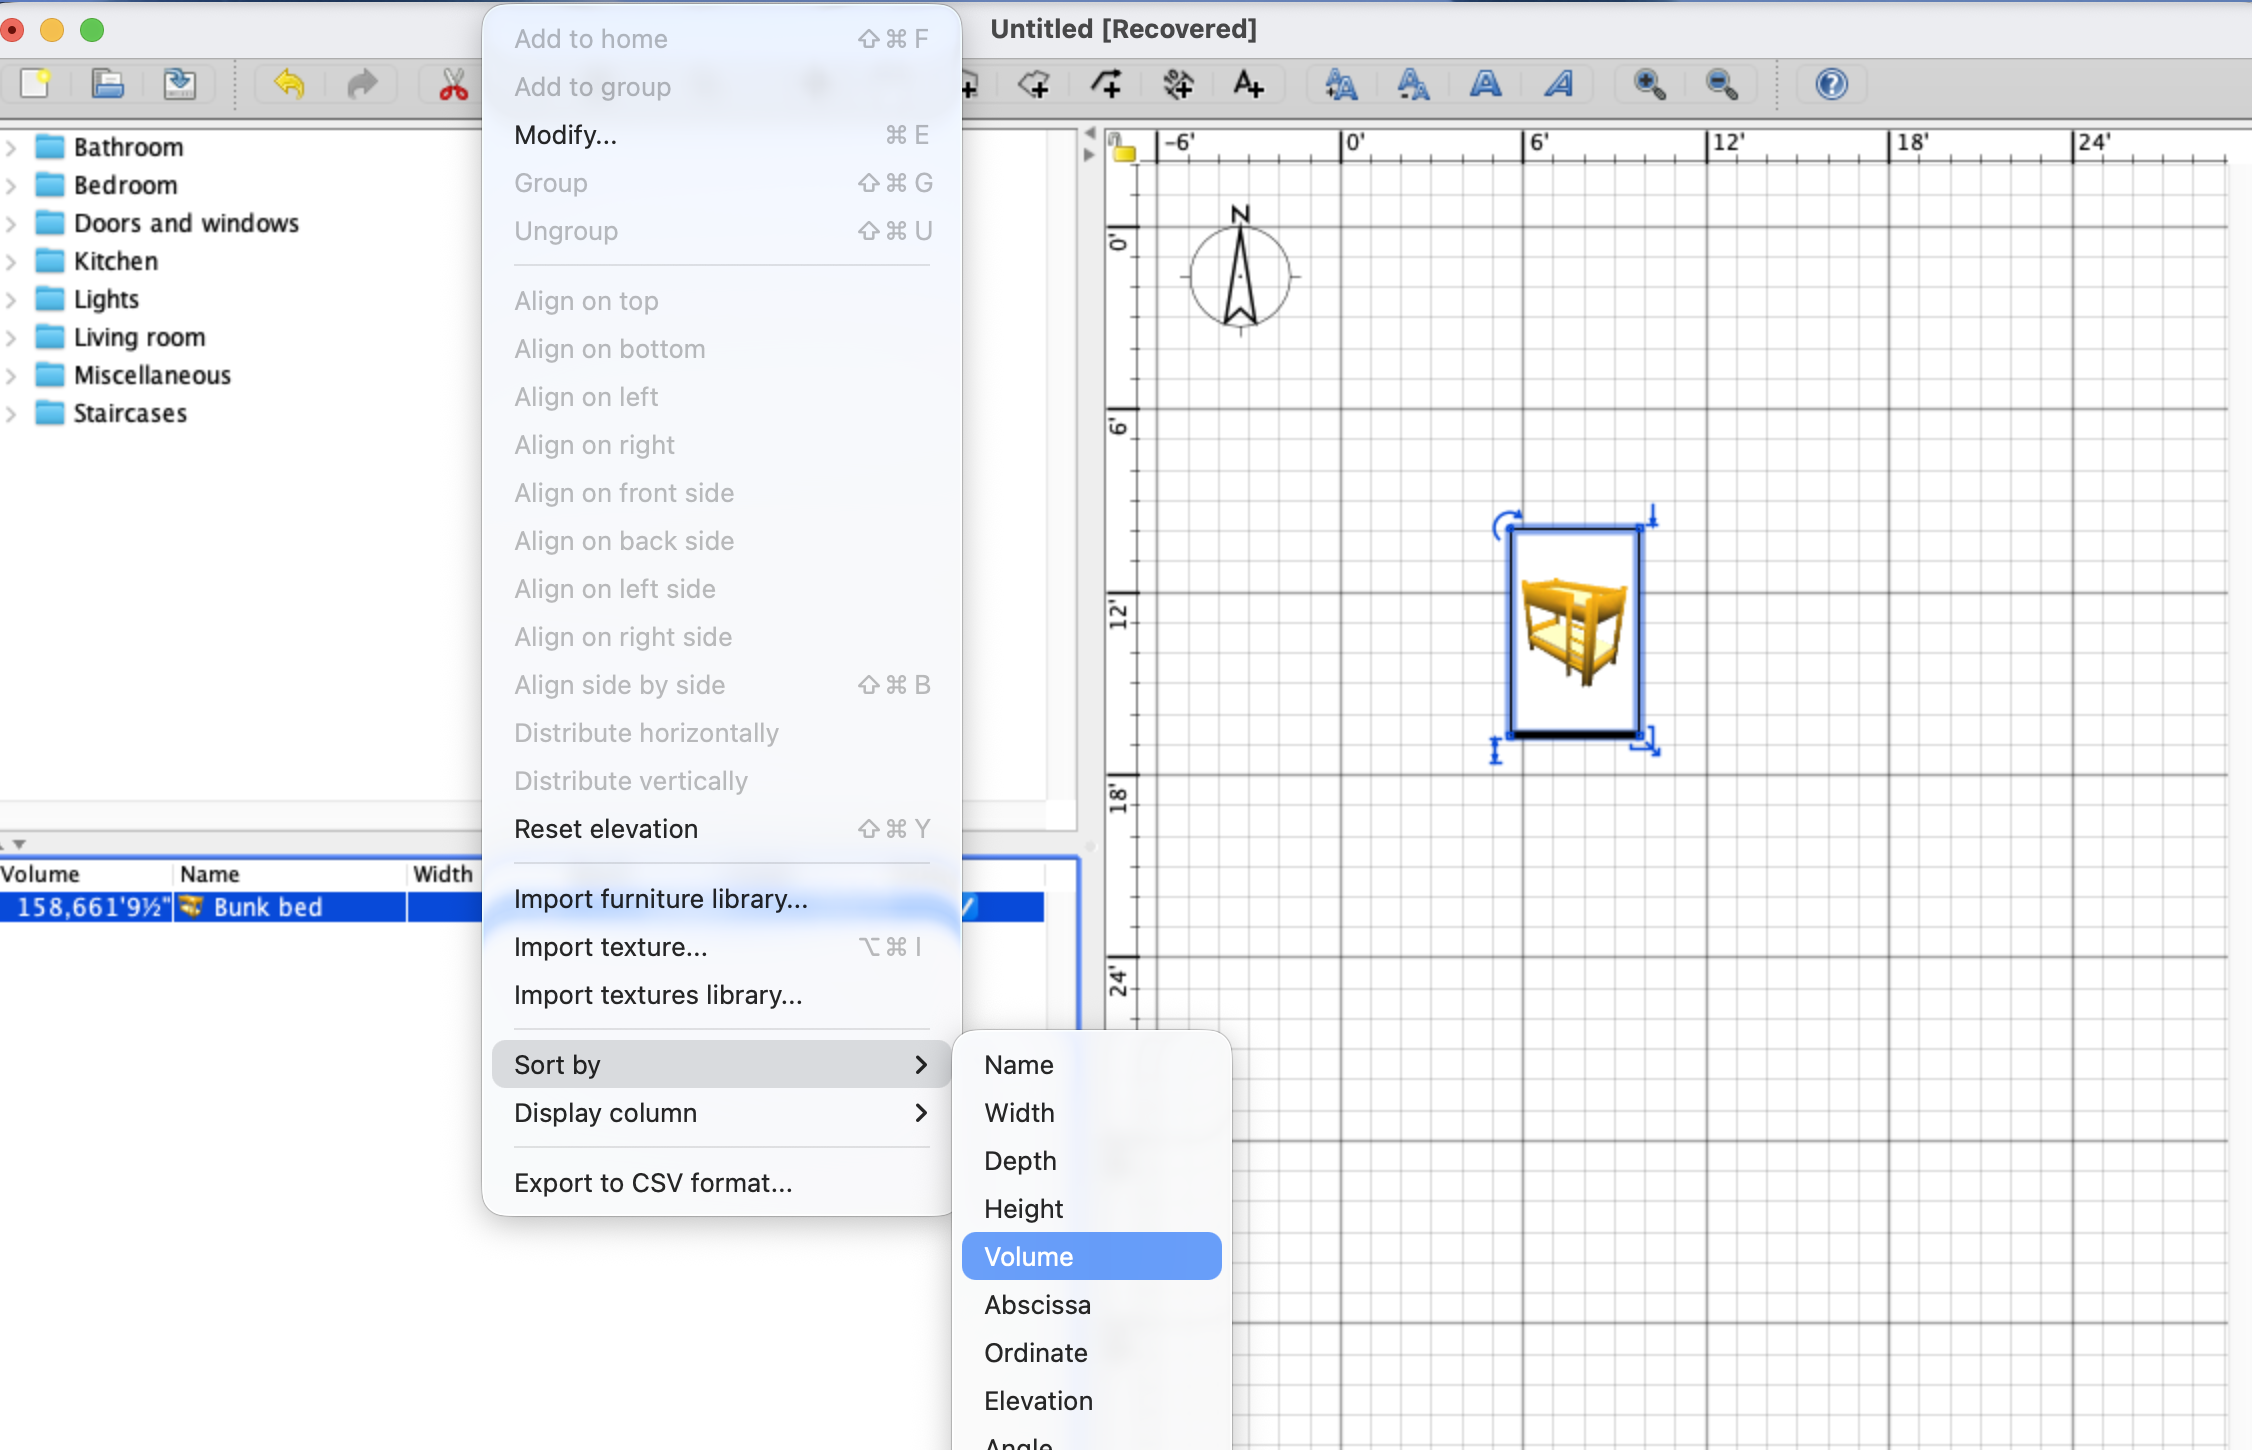 Untitled [Recovered]
Bathroom
Bedroom
Doors and windows
Kitchen
Lights
Living room
Miscellaneous
Staircases
Volume Name Width
158,661'9½" Bunk bed
Add to home ⇧⌘F
Add to group
Modify... ⌘E
Group ⇧⌘G
Ungroup ⇧⌘U
Align on top
Align on bottom
Align on left
Align on right
Align on front side
Align on back side
Align on left side
Align on right side
Align side by side ⇧⌘B
Distribute horizontally
Distribute vertically
Reset elevation ⇧⌘Y
Import furniture library...
Import texture... ⌥⌘I
Import textures library...
Sort by
Display column
Export to CSV format...
Name
Width
Depth
Height
Volume
Abscissa
Ordinate
Elevation
Angle
-6' 0' 6' 12' 18' 24'
N
0'
6'
12'
18'
24'